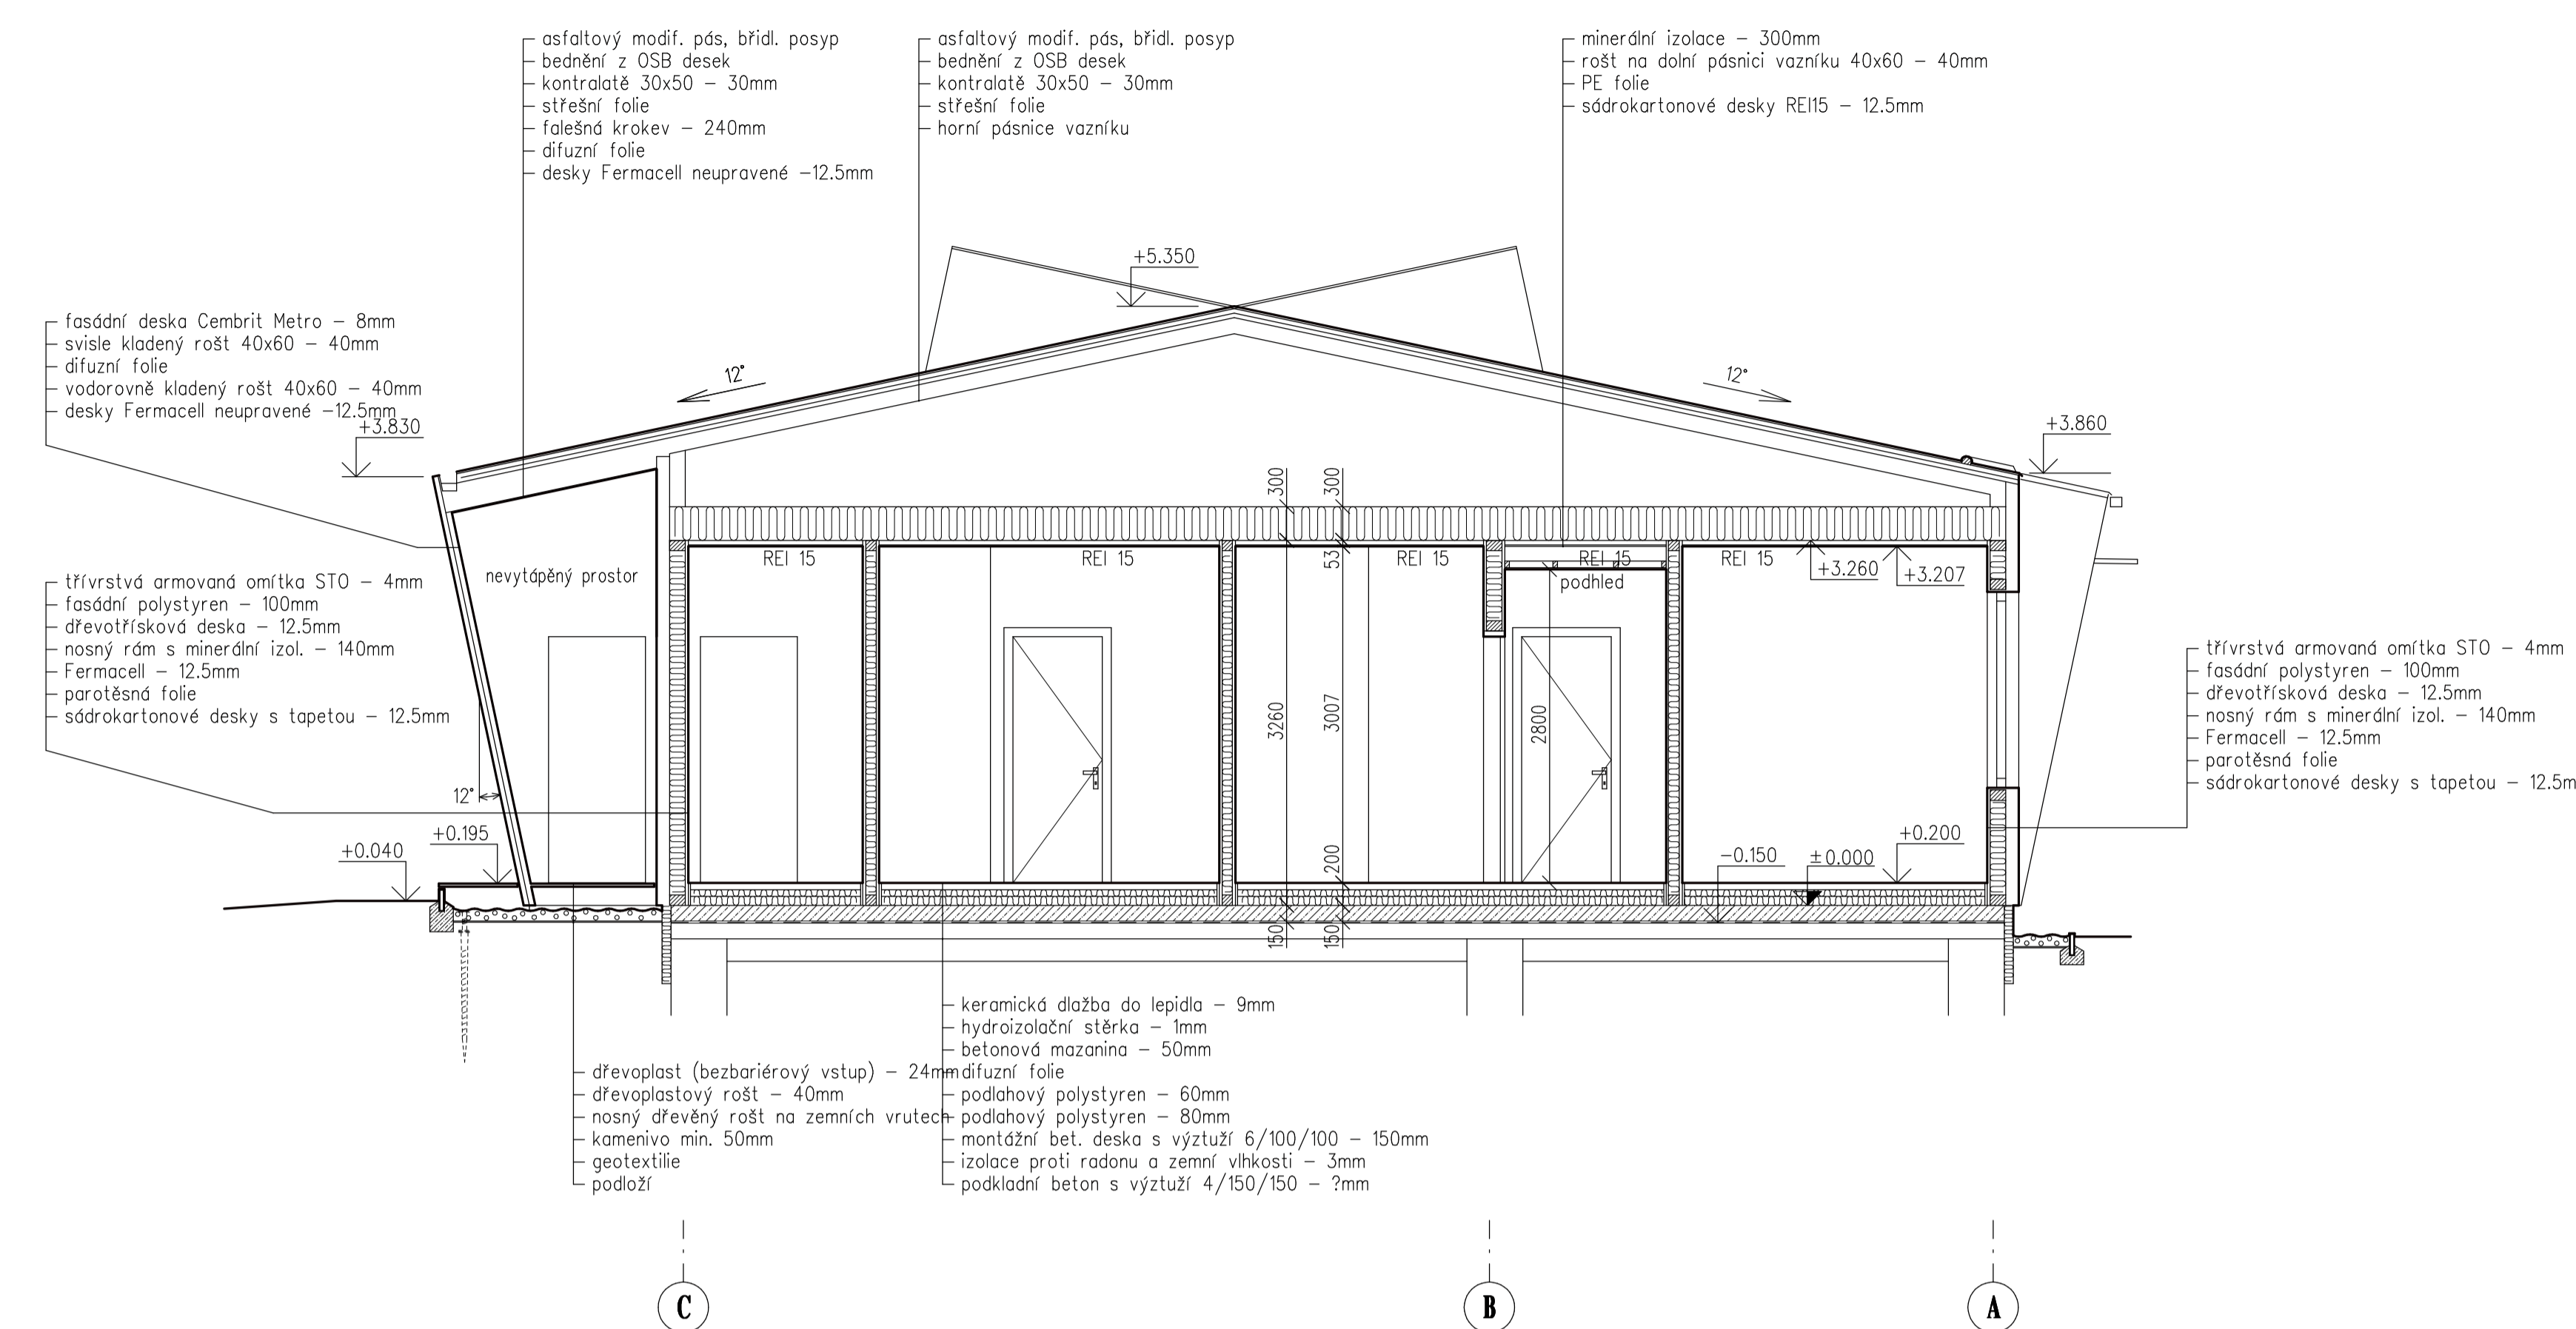 asfaltový modif. pás, břidl. posyp
bednění z OSB desek
kontralatě 30x50 – 30mm
střešní folie
falešná krokev – 240mm
difuzní folie
desky Fermacell neupravené –12.5mm
asfaltový modif. pás, břidl. posyp
bednění z OSB desek
kontralatě 30x50 – 30mm
střešní folie
horní pásnice vazníku
minerální izolace – 300mm
rošt na dolní pásnici vazníku 40x60 – 40mm
PE folie
sádrokartonové desky REI15 – 12.5mm
+5.350
fasádní deska Cembrit Metro – 8mm
svisle kladený rošt 40x60 – 40mm
difuzní folie
vodorovně kladený rošt 40x60 – 40mm
desky Fermacell neupravené –12.5mm
+3.830
12°
12°
+3.860
300
300
53
REI 15
REI 15
REI 15
REI 15
REI 15
podhled
+3.260
+3.207
nevytápěný prostor
třívrstvá armovaná omítka STO – 4mm
fasádní polystyren – 100mm
dřevotřísková deska – 12.5mm
nosný rám s minerální izol. – 140mm
Fermacell – 12.5mm
parotěsná folie
sádrokartonové desky s tapetou – 12.5mm
třívrstvá armovaná omítka STO – 4mm
fasádní polystyren – 100mm
dřevotřísková deska – 12.5mm
nosný rám s minerální izol. – 140mm
Fermacell – 12.5mm
parotěsná folie
sádrokartonové desky s tapetou – 12.5m
3260
3007
2800
12°
+0.040
+0.195
200
-0.150
±0.000
+0.200
150
150
keramická dlažba do lepidla – 9mm
hydroizolační stěrka – 1mm
betonová mazanina – 50mm
difuzní folie
podlahový polystyren – 60mm
podlahový polystyren – 80mm
montážní bet. deska s výztuží 6/100/100 – 150mm
izolace proti radonu a zemní vlhkosti – 3mm
podkladní beton s výztuží 4/150/150 – ?mm
dřevoplast (bezbariérový vstup) – 24mm
dřevoplastový rošt – 40mm
nosný dřevěný rošt na zemních vrutech
kamenivo min. 50mm
geotextilie
podloží
C
B
A